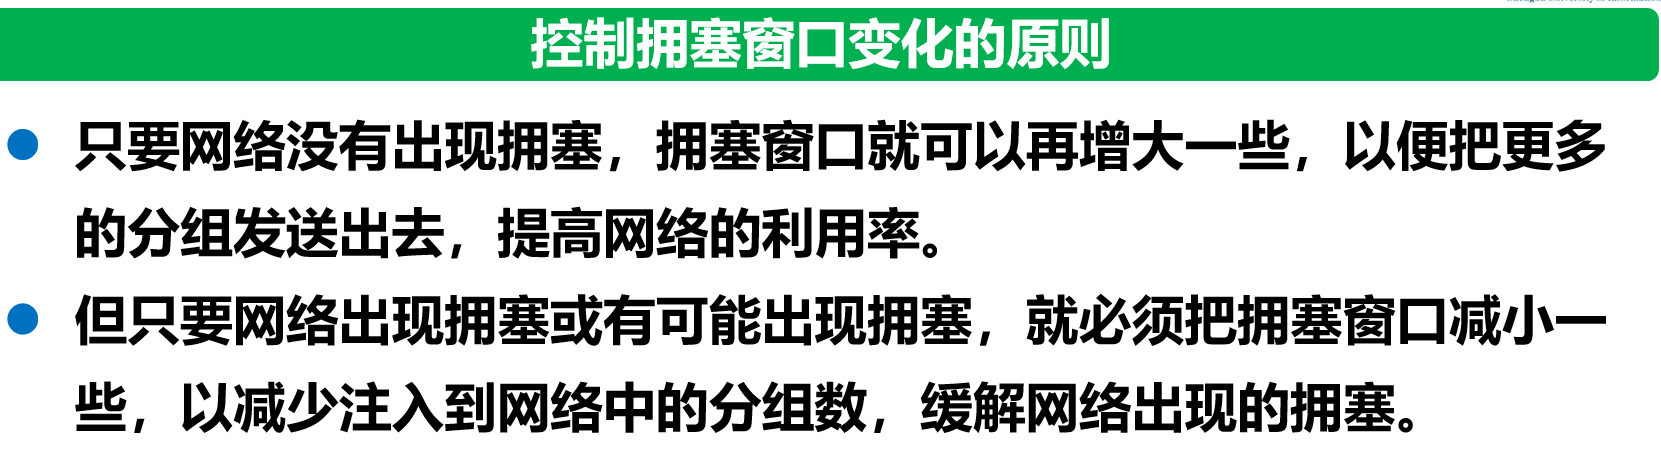 控制拥塞窗口变化的原则
只要网络没有出现拥塞，拥塞窗口就可以再增大一些，以便把更多
的分组发送出去，提高网络的利用率。
但只要网络出现拥塞或有可能出现拥塞，就必须把拥塞窗口减小一
些，以减少注入到网络中的分组数，缓解网络出现的拥塞。